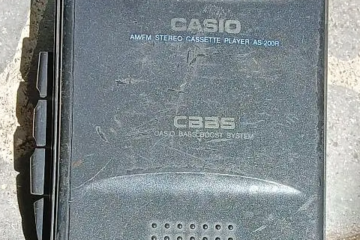 CASIO
AM/FM STEREO CASSETTE PLAYER AS-200R
CBBS
CASIO BASS BOOST SYSTEM